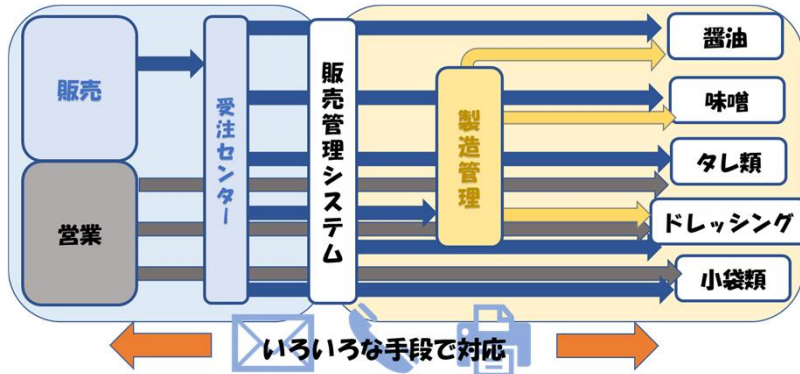 販売
営業
受注センター
販売管理システム
製造管理
醤油
味噌
タレ類
ドレッシング
小袋類
いろいろな手段で対応